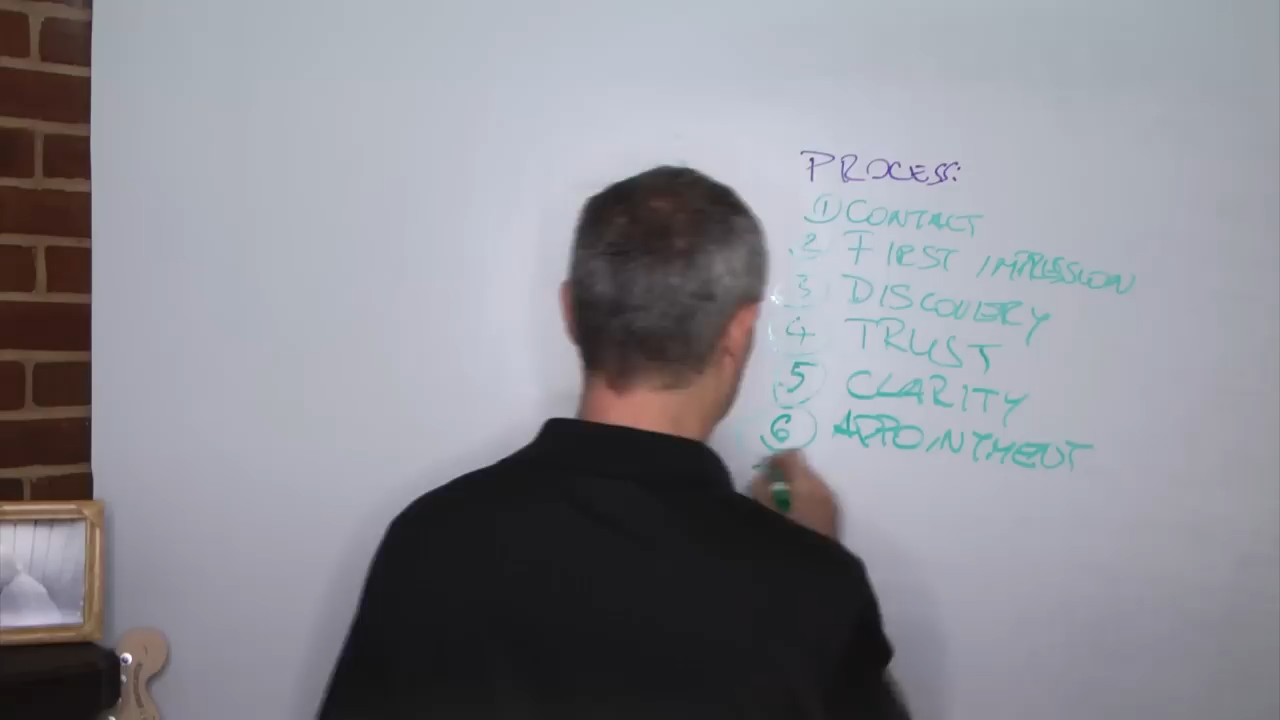 PROCESS:
① CONTACT
2 FIRST IMPRESSION
3 DISCOVERY
4 TRUST
5 CLARITY
6 APPOINTMENT